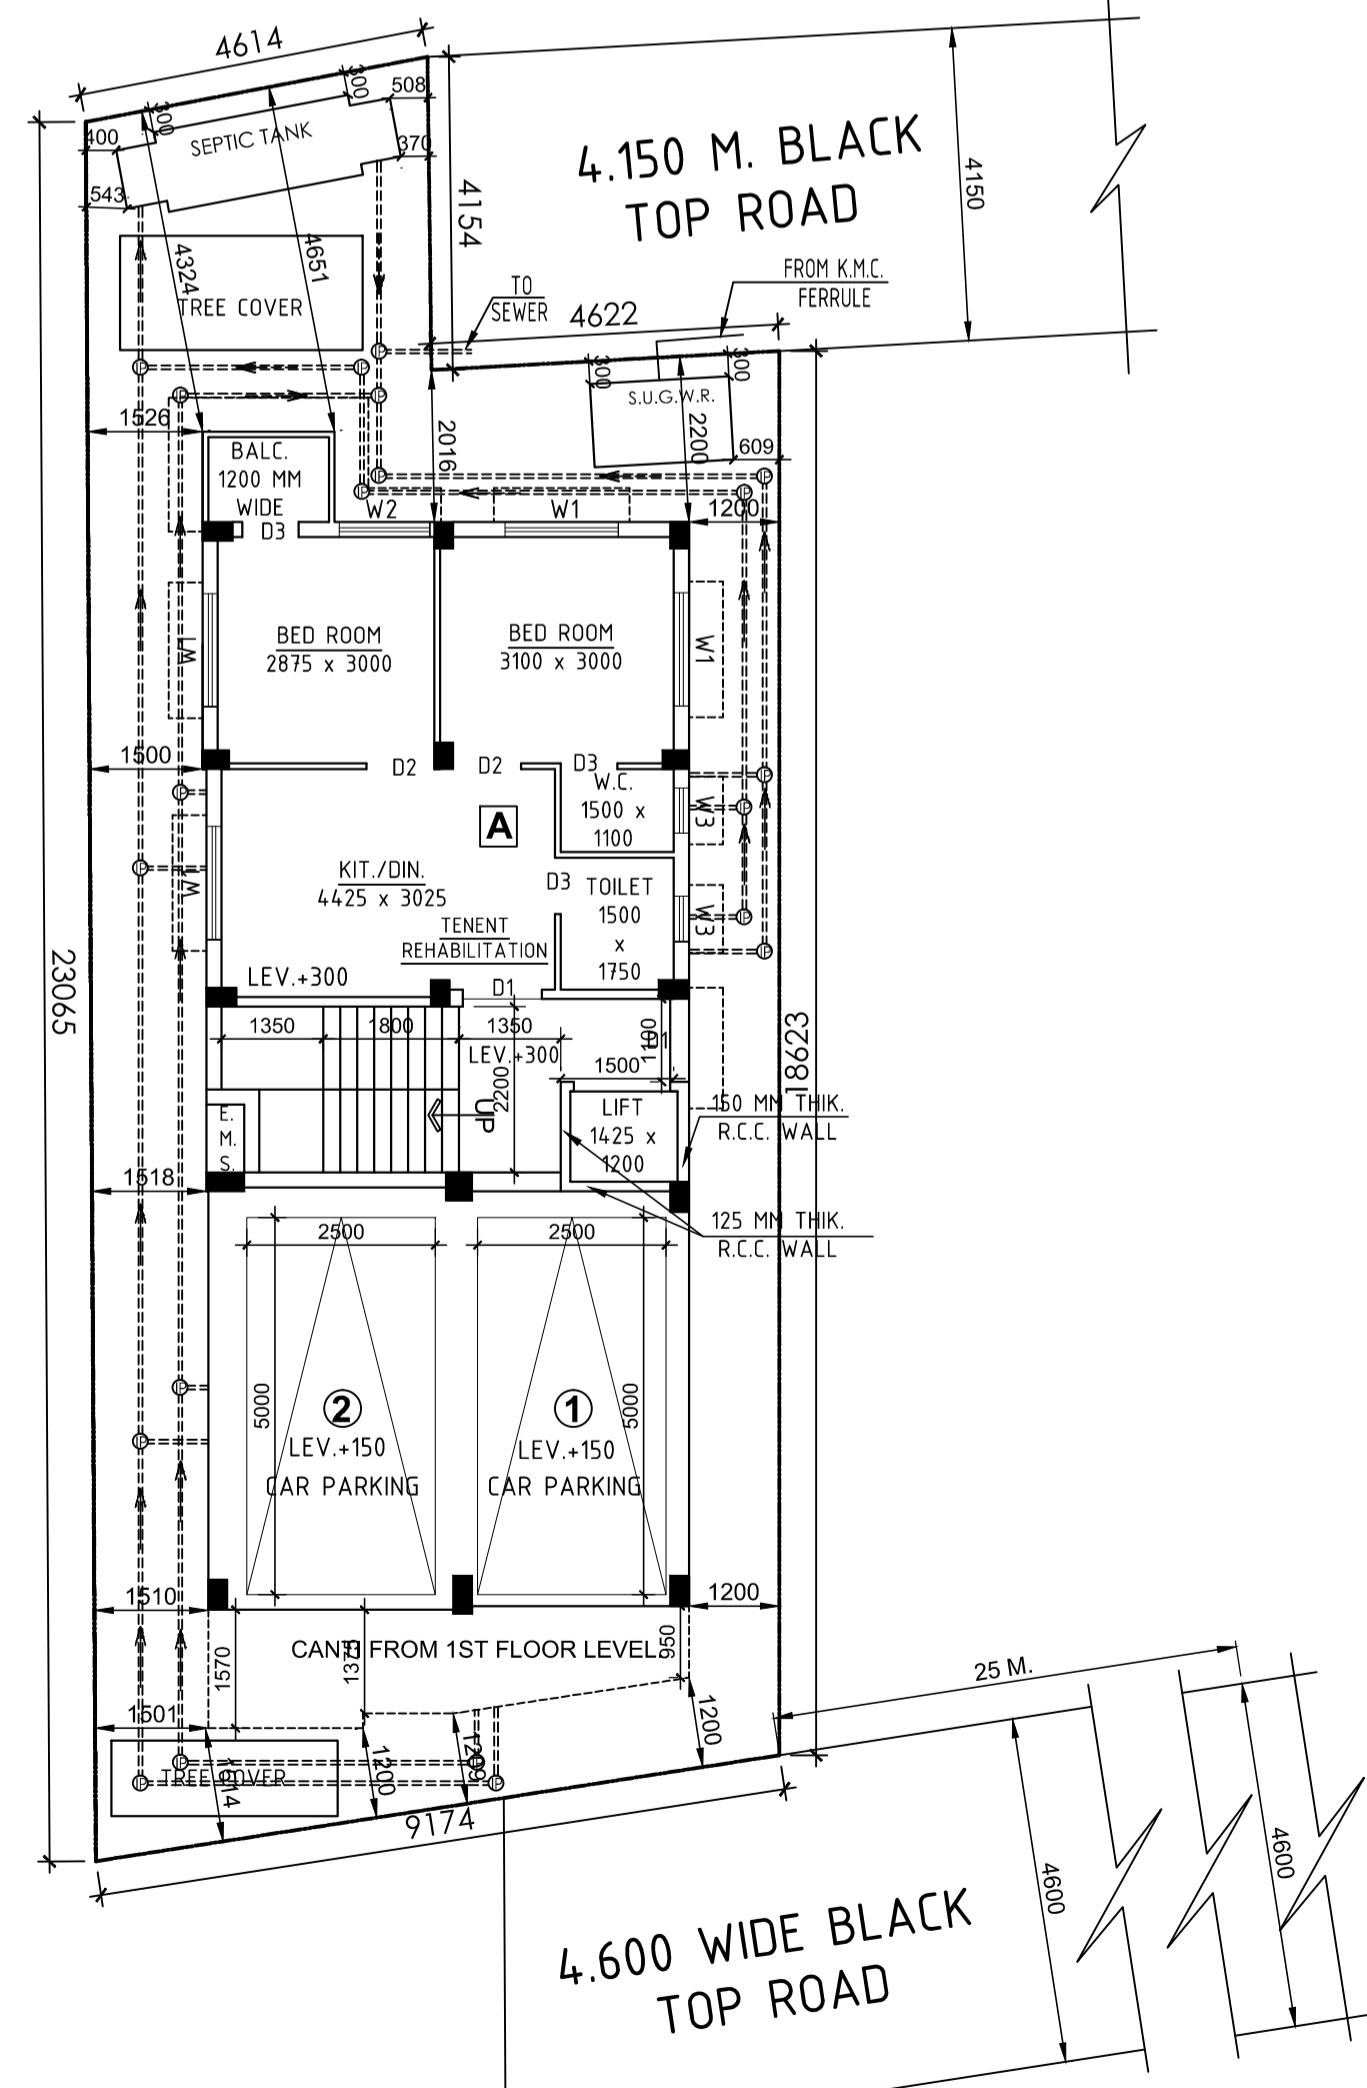 4614
300
508
400
300
SEPTIC TANK
370
543
4154
4.150 M. BLACK
TOP ROAD
4150
4324
4651
TREE COVER
TO
SEWER
4622
FROM K.M.C.
FERRULE
300
300
S.U.G.W.R.
1526
2016
2200
609
BALC.
1200 MM
WIDE
D3
W2
W1
1200
BED ROOM
2875 x 3000
BED ROOM
3100 x 3000
W1
W1
1500
D2
D2
D3
W.C.
1500 x
1100
W3
A
KIT./DIN.
4425 x 3025
D3
TOILET
1500
x
1750
W3
W
TENENT
REHABILITATION
LEV.+300
D1
23065
1350
1800
1350
LEV.+300
1100
D1
1500
18623
2200
UP
E.
M.
S.
LIFT
1425 x
1200
150 MM THIK.
R.C.C. WALL
1518
125 MM THIK.
R.C.C. WALL
2500
2500
5000
5000
2
LEV.+150
CAR PARKING
1
LEV.+150
CAR PARKING
1510
1200
CANTI FROM 1ST FLOOR LEVEL
1570
1375
950
25 M.
1501
1200
TREE COVER
1200
9174
4.600 WIDE BLACK
TOP ROAD
4600
4600